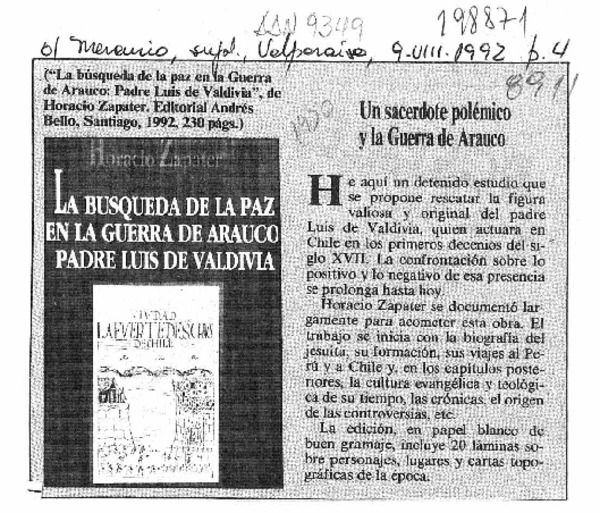 AAN 9349
198871
el Mercurio, supl., Valparaíso, 9.VIII.1992 p. 4
("La búsqueda de la paz en la Guerra
de Arauco: Padre Luis de Valdivia", de
Horacio Zapater. Editorial Andrés
Bello, Santiago, 1992, 230 págs.)
Horacio Zapater
LA BUSQUEDA DE LA PAZ
EN LA GUERRA DE ARAUCO
PADRE LUIS DE VALDIVIA
CIVDAD
DE CHILE
Un sacerdote polémico
y la Guerra de Arauco
He aquí un detenido estudio que
se propone rescatar la figura
valiosa y original del padre
Luis de Valdivia, quien actuara en
Chile en los primeros decenios del si-
glo XVII. La confrontación sobre lo
positivo y lo negativo de esa presencia
se prolonga hasta hoy.
Horacio Zapater se documentó lar-
gamente para acometer esta obra. El
trabajo se inicia con la biografía del
jesuita, su formación, sus viajes al Pe-
rú y a Chile y, en los capítulos poste-
riores, la cultura evangélica y teológi-
ca de su tiempo, las crónicas, el origen
de las controversias, etc.
La edición, en papel blanco de
buen gramaje, incluye 20 láminas so-
bre personajes, lugares y cartas topo-
gráficas de la época.